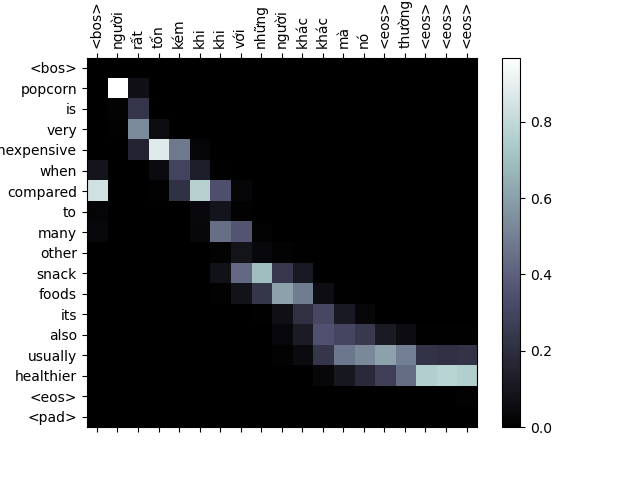 <bos> người rất tốn kém khi khi với những người khác khác mà nó <eos> thường <eos> <eos> <eos>
<bos>
popcorn
is
very
nexpensive
when
compared
to
many
other
snack
foods
its
also
usually
healthier
<eos>
<pad>
0.8
0.6
0.4
0.2
0.0